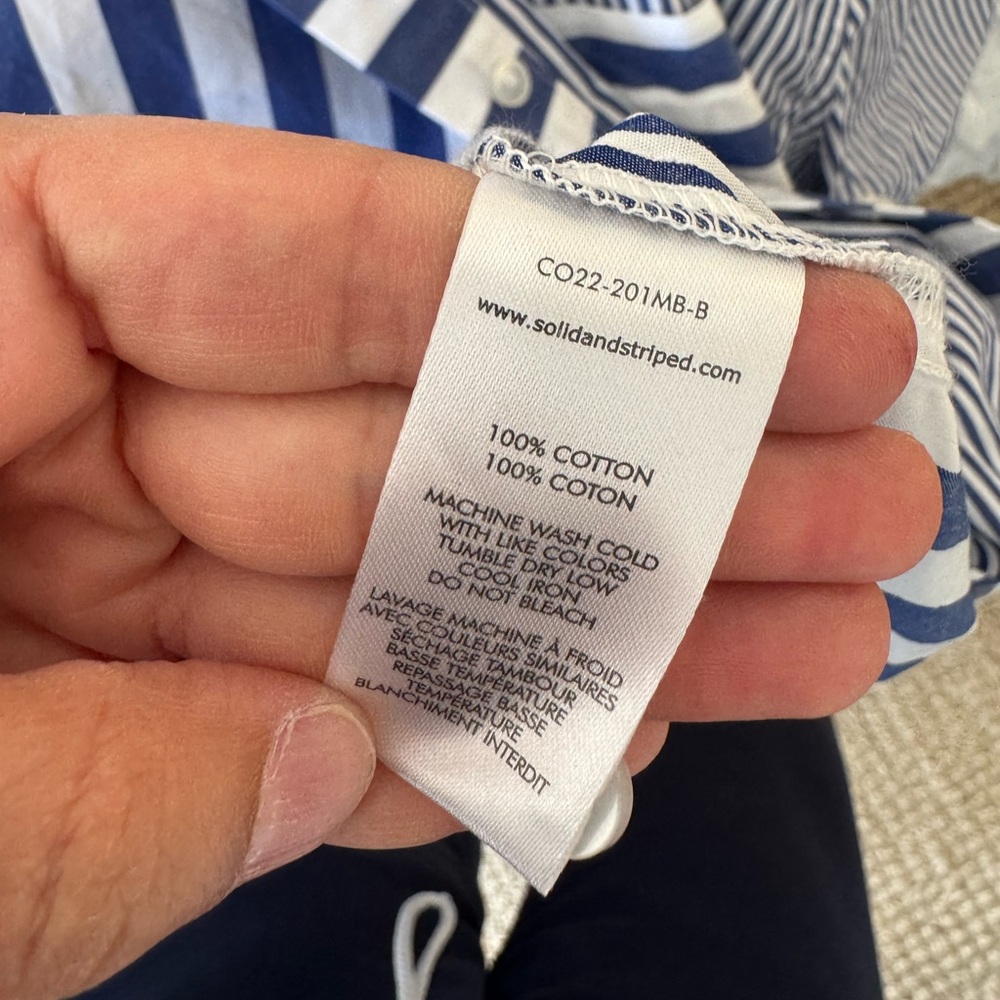 CO22-201MB-B
www.solidandstriped.com
100% COTTON
100% COTON
MACHINE WASH COLD
WITH LIKE COLORS
TUMBLE DRY LOW
COOL IRON
DO NOT BLEACH
LAVAGE MACHINE À FROID
AVEC COULEURS SIMILAIRES
SÉCHAGE TAMBOUR
BASSE TEMPÉRATURE
REPASSAGE BASSE
TEMPÉRATURE
BLANCHIMENT INTERDIT